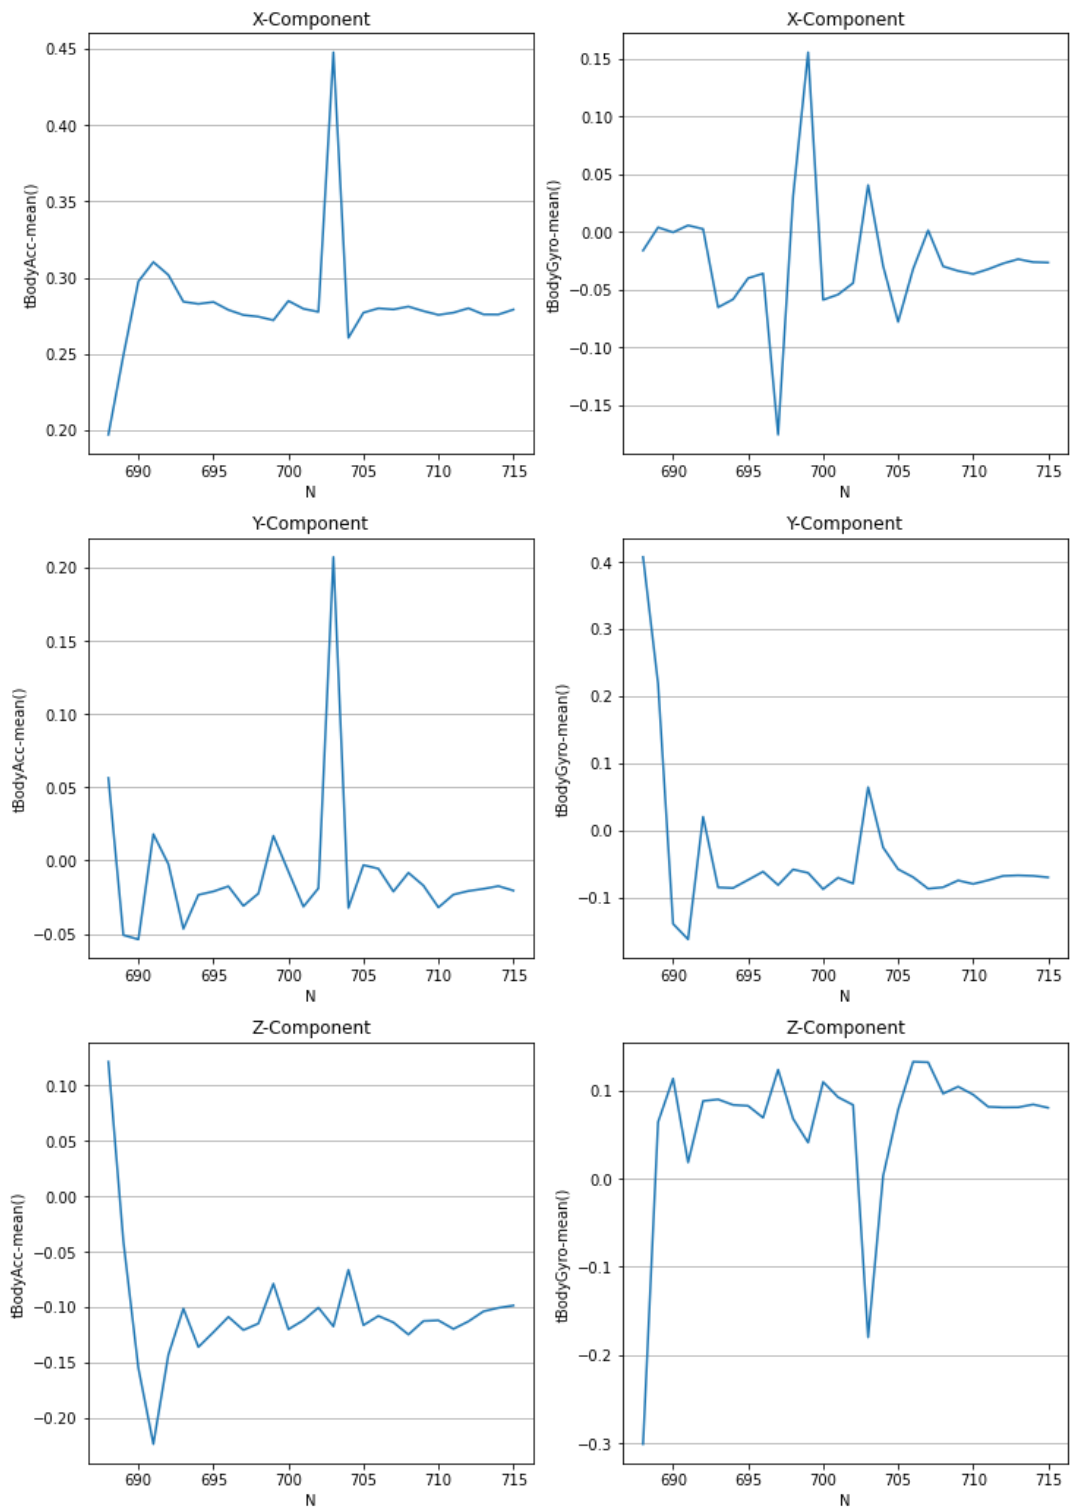 X-Component
tBodyAcc-mean()
0.45
0.40
0.35
0.30
0.25
0.20
690 695 700 705 710 715
N
X-Component
tBodyGyro-mean()
0.15
0.10
0.05
0.00
−0.05
−0.10
−0.15
690 695 700 705 710 715
N
Y-Component
tBodyAcc-mean()
0.20
0.15
0.10
0.05
0.00
−0.05
690 695 700 705 710 715
N
Y-Component
tBodyGyro-mean()
0.4
0.3
0.2
0.1
0.0
−0.1
690 695 700 705 710 715
N
Z-Component
tBodyAcc-mean()
0.10
0.05
0.00
−0.05
−0.10
−0.15
−0.20
690 695 700 705 710 715
N
Z-Component
tBodyGyro-mean()
0.1
0.0
−0.1
−0.2
−0.3
690 695 700 705 710 715
N